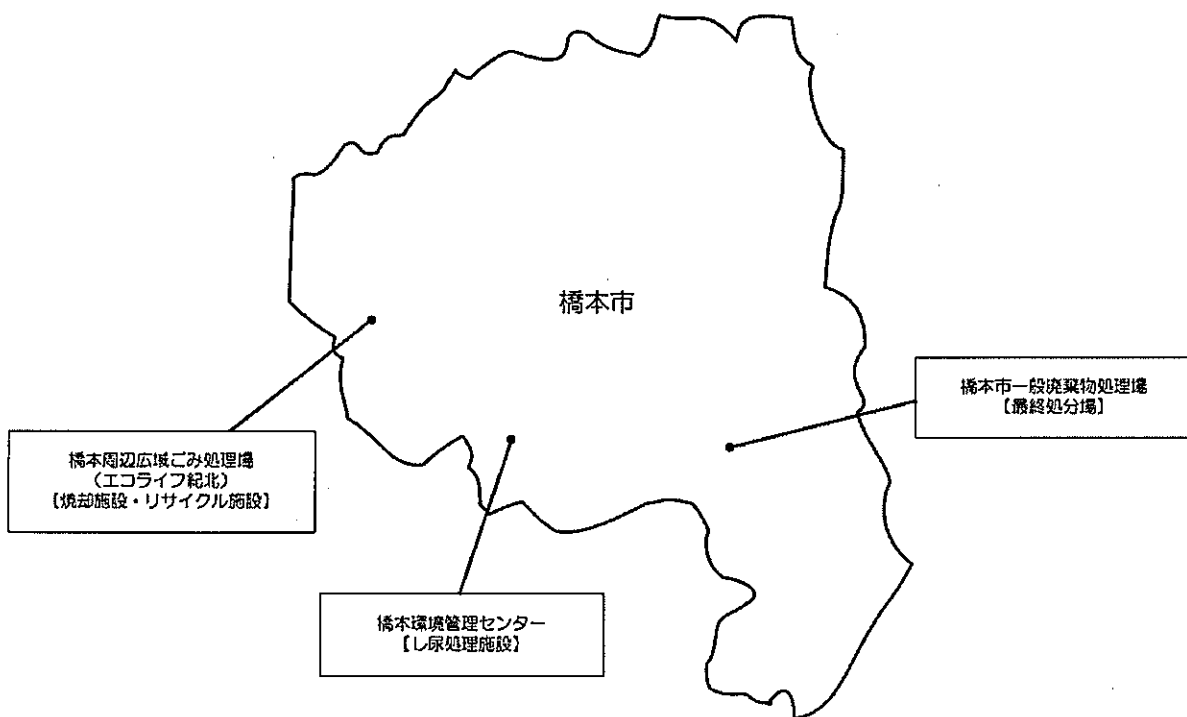 橋本市
橋本市一般廃棄物処理場
【最終処分場】
橋本周辺広域ごみ処理場
(エコライフ紀北)
【焼却施設・リサイクル施設】
橋本環境管理センター
【し尿処理施設】